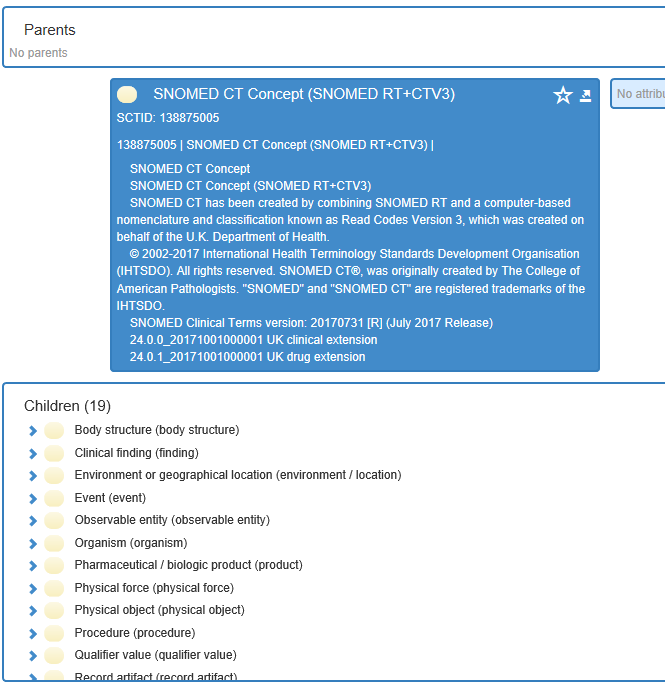 Parents
No parents
SNOMED CT Concept (SNOMED RT+CTV3)
No attribu
SCTID: 138875005
138875005 | SNOMED CT Concept (SNOMED RT+CTV3) |
SNOMED CT Concept
SNOMED CT Concept (SNOMED RT+CTV3)
SNOMED CT has been created by combining SNOMED RT and a computer-based
nomenclature and classification known as Read Codes Version 3, which was created on
behalf of the U.K. Department of Health.
© 2002-2017 International Health Terminology Standards Development Organisation
(IHTSDO). All rights reserved. SNOMED CT®, was originally created by The College of
American Pathologists. "SNOMED" and "SNOMED CT" are registered trademarks of the
IHTSDO.
SNOMED Clinical Terms version: 20170731 [R] (July 2017 Release)
24.0.0_20171001000001 UK clinical extension
24.0.1_20171001000001 UK drug extension
Children (19)
Body structure (body structure)
Clinical finding (finding)
Environment or geographical location (environment / location)
Event (event)
Observable entity (observable entity)
Organism (organism)
Pharmaceutical / biologic product (product)
Physical force (physical force)
Physical object (physical object)
Procedure (procedure)
Qualifier value (qualifier value)
Record artifact (record artifact)